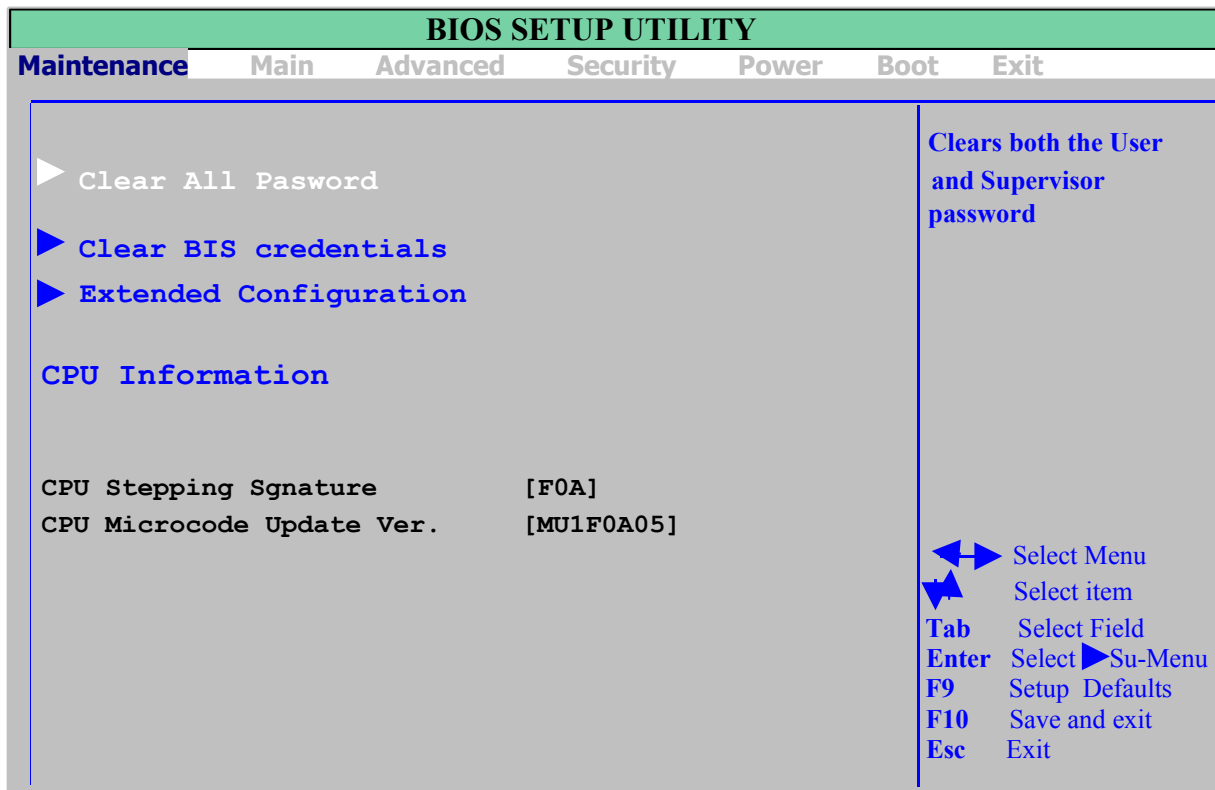 BIOS SETUP UTILITY
Maintenance Main Advanced Security Power Boot Exit
Clear All Pasword
Clear BIS credentials
Extended Configuration
CPU Information
CPU Stepping Sgnature [F0A]
CPU Microcode Update Ver. [MU1F0A05]
Clears both the User
and Supervisor
password
Select Menu
Select item
Tab Select Field
Enter Select Su-Menu
F9 Setup Defaults
F10 Save and exit
Esc Exit